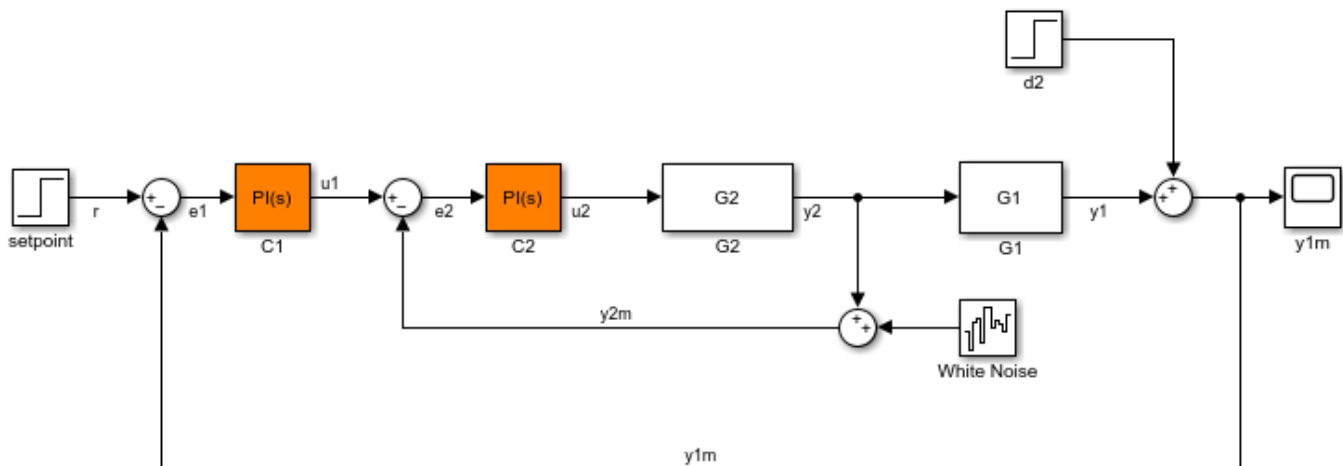 d2
setpoint
r
+
−
e1
PI(s)
C1
u1
+
−
e2
PI(s)
C2
u2
G2
G2
y2
G1
G1
y1
+
+
y1m
y2m
+
+
White Noise
y1m